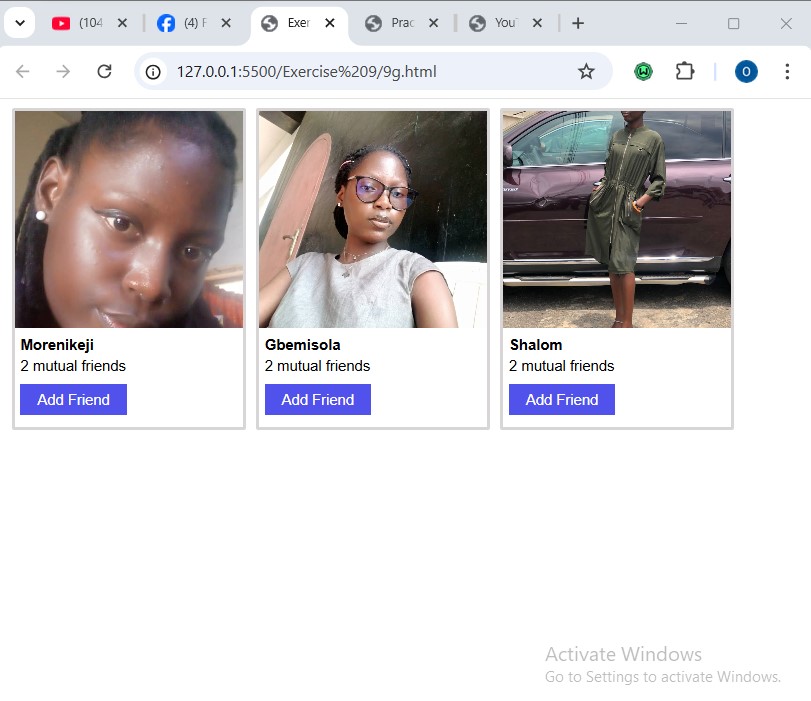 (104
(4) F
Exer
Prac
YouT
127.0.0.1:5500/Exercise%209/9g.html
O
Morenikeji
2 mutual friends
Add Friend
Gbemisola
2 mutual friends
Add Friend
Shalom
2 mutual friends
Add Friend
Activate Windows
Go to Settings to activate Windows.